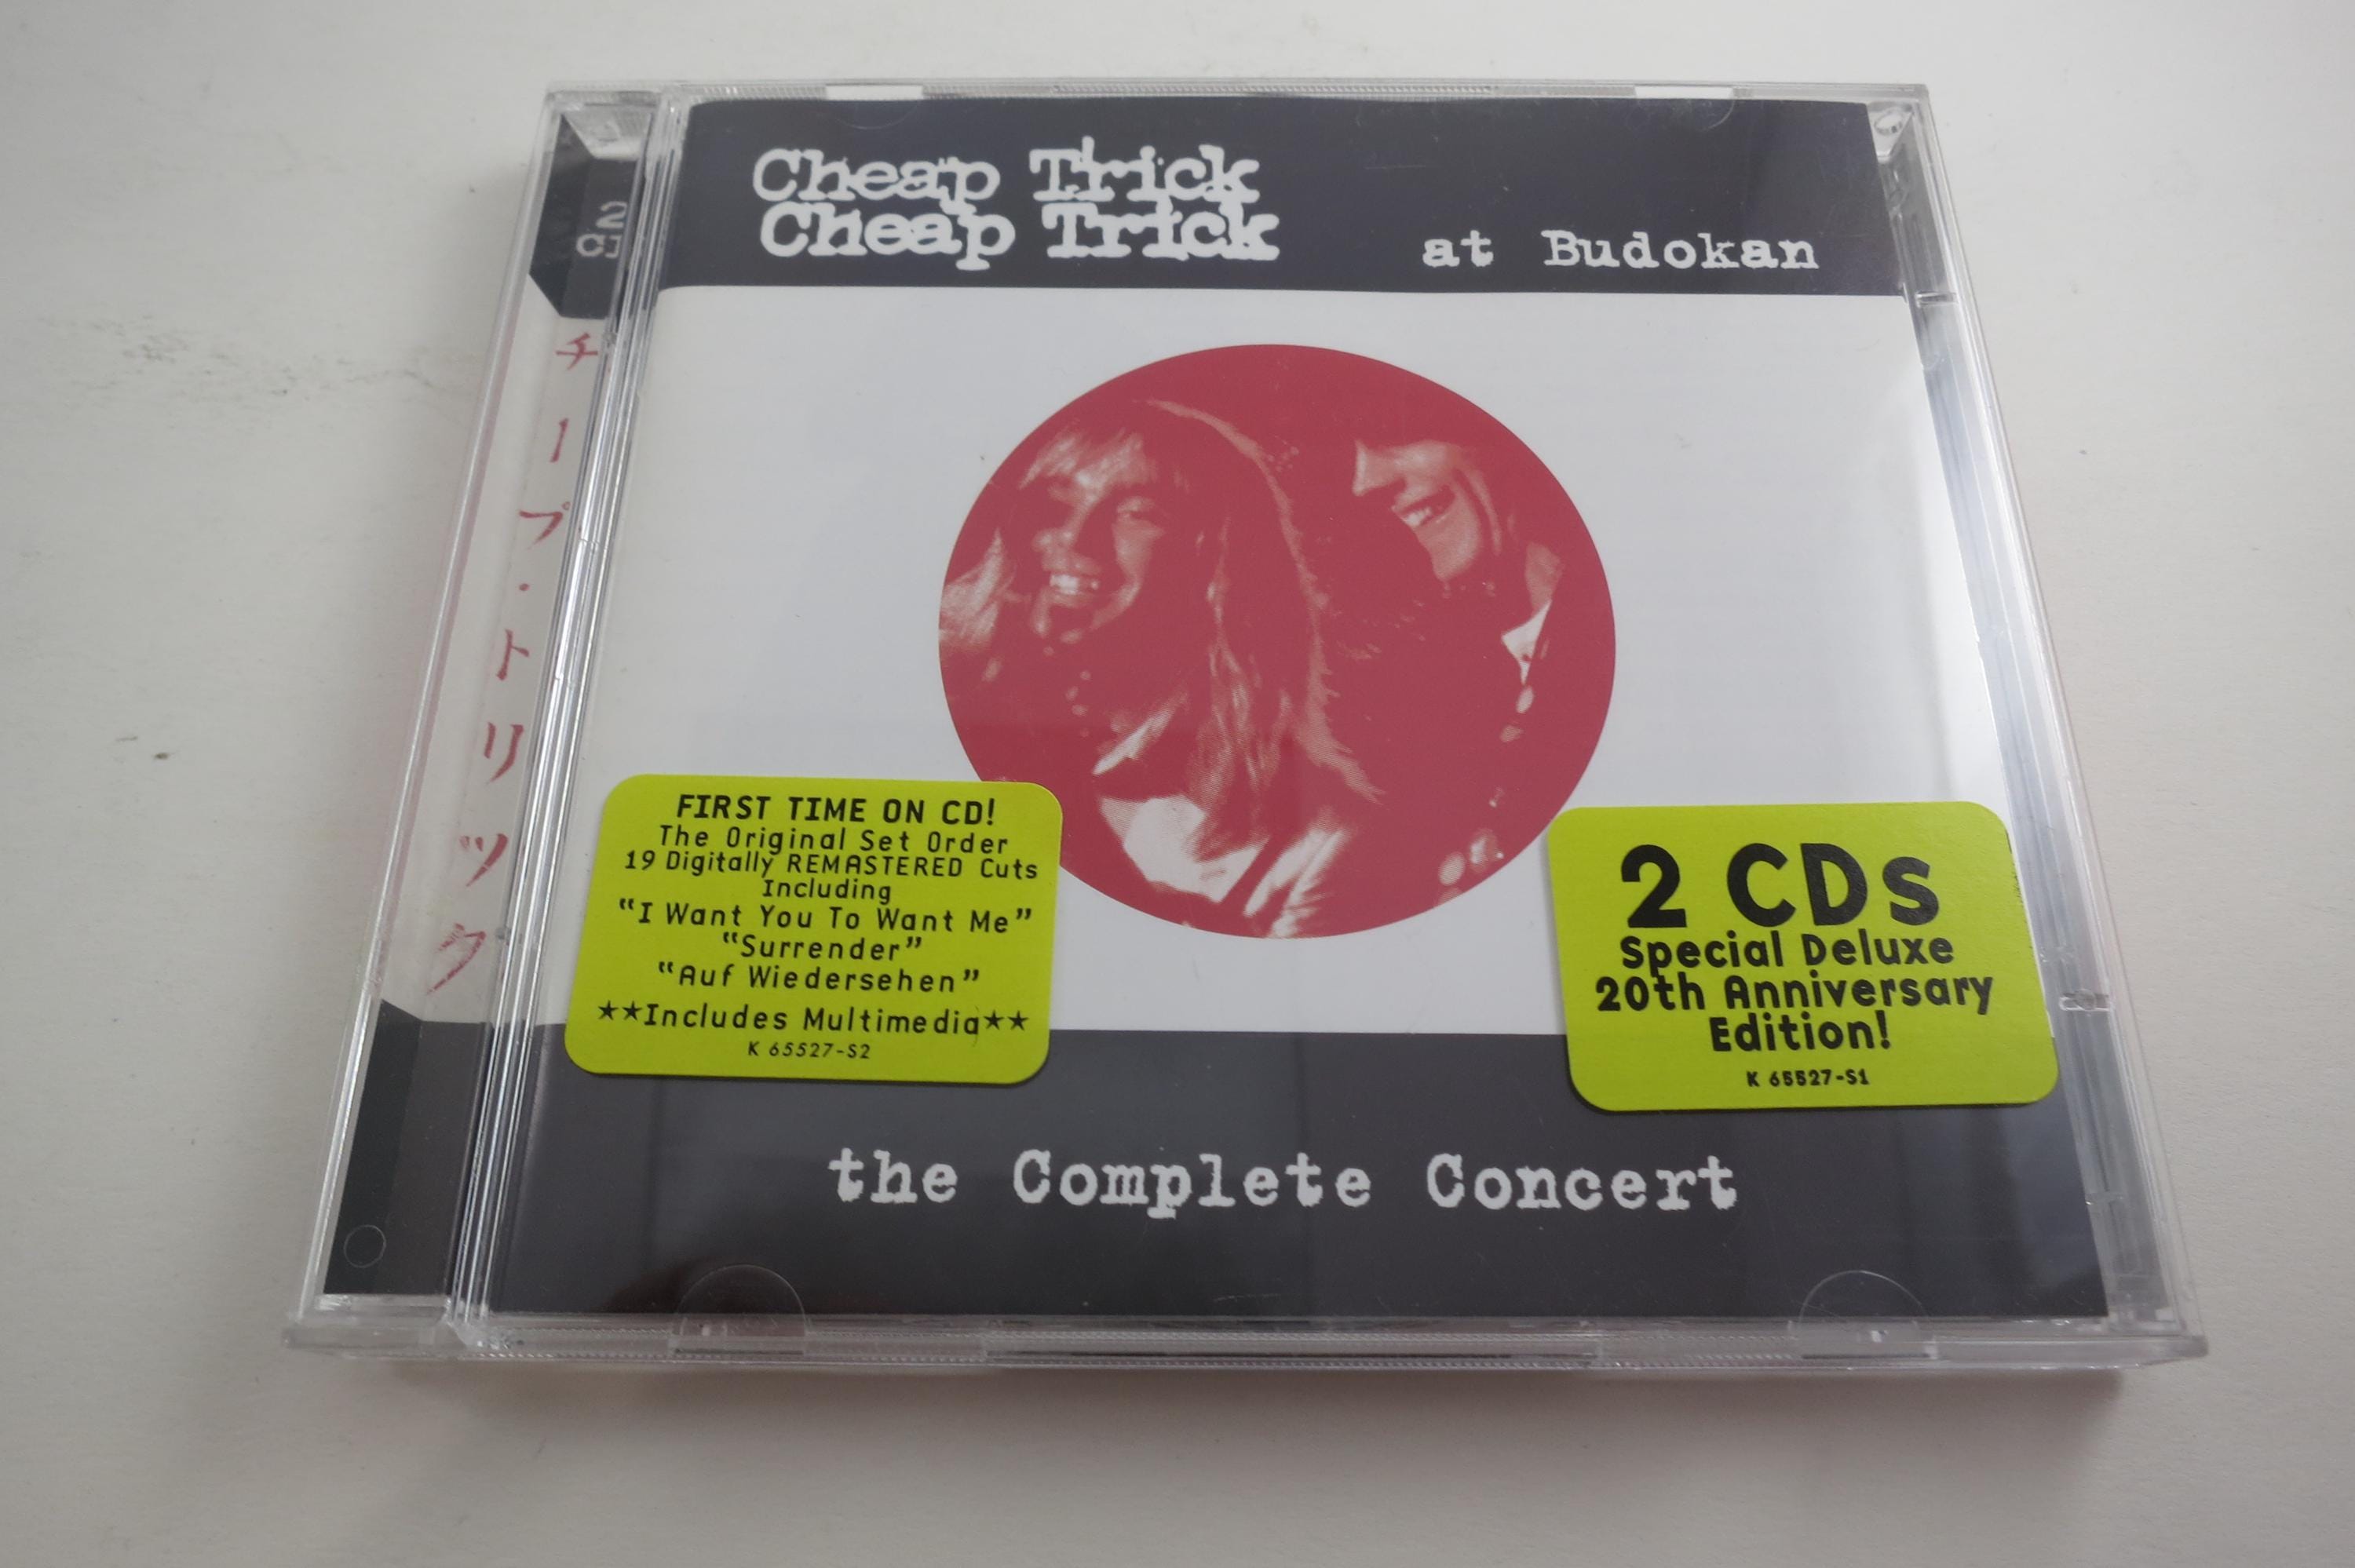 Cheap Trick
Cheap Trick
at Budokan
2
CD
チープ・トリック
FIRST TIME ON CD!
The Original Set Order
19 Digitally REMASTERED Cuts
Including
“I Want You To Want Me”
“Surrender”
“Auf Wiedersehen”
★★Includes Multimedia★★
K 65527-S2
2 CDs
Special Deluxe
20th Anniversary
Edition!
K 65527-S1
the Complete Concert